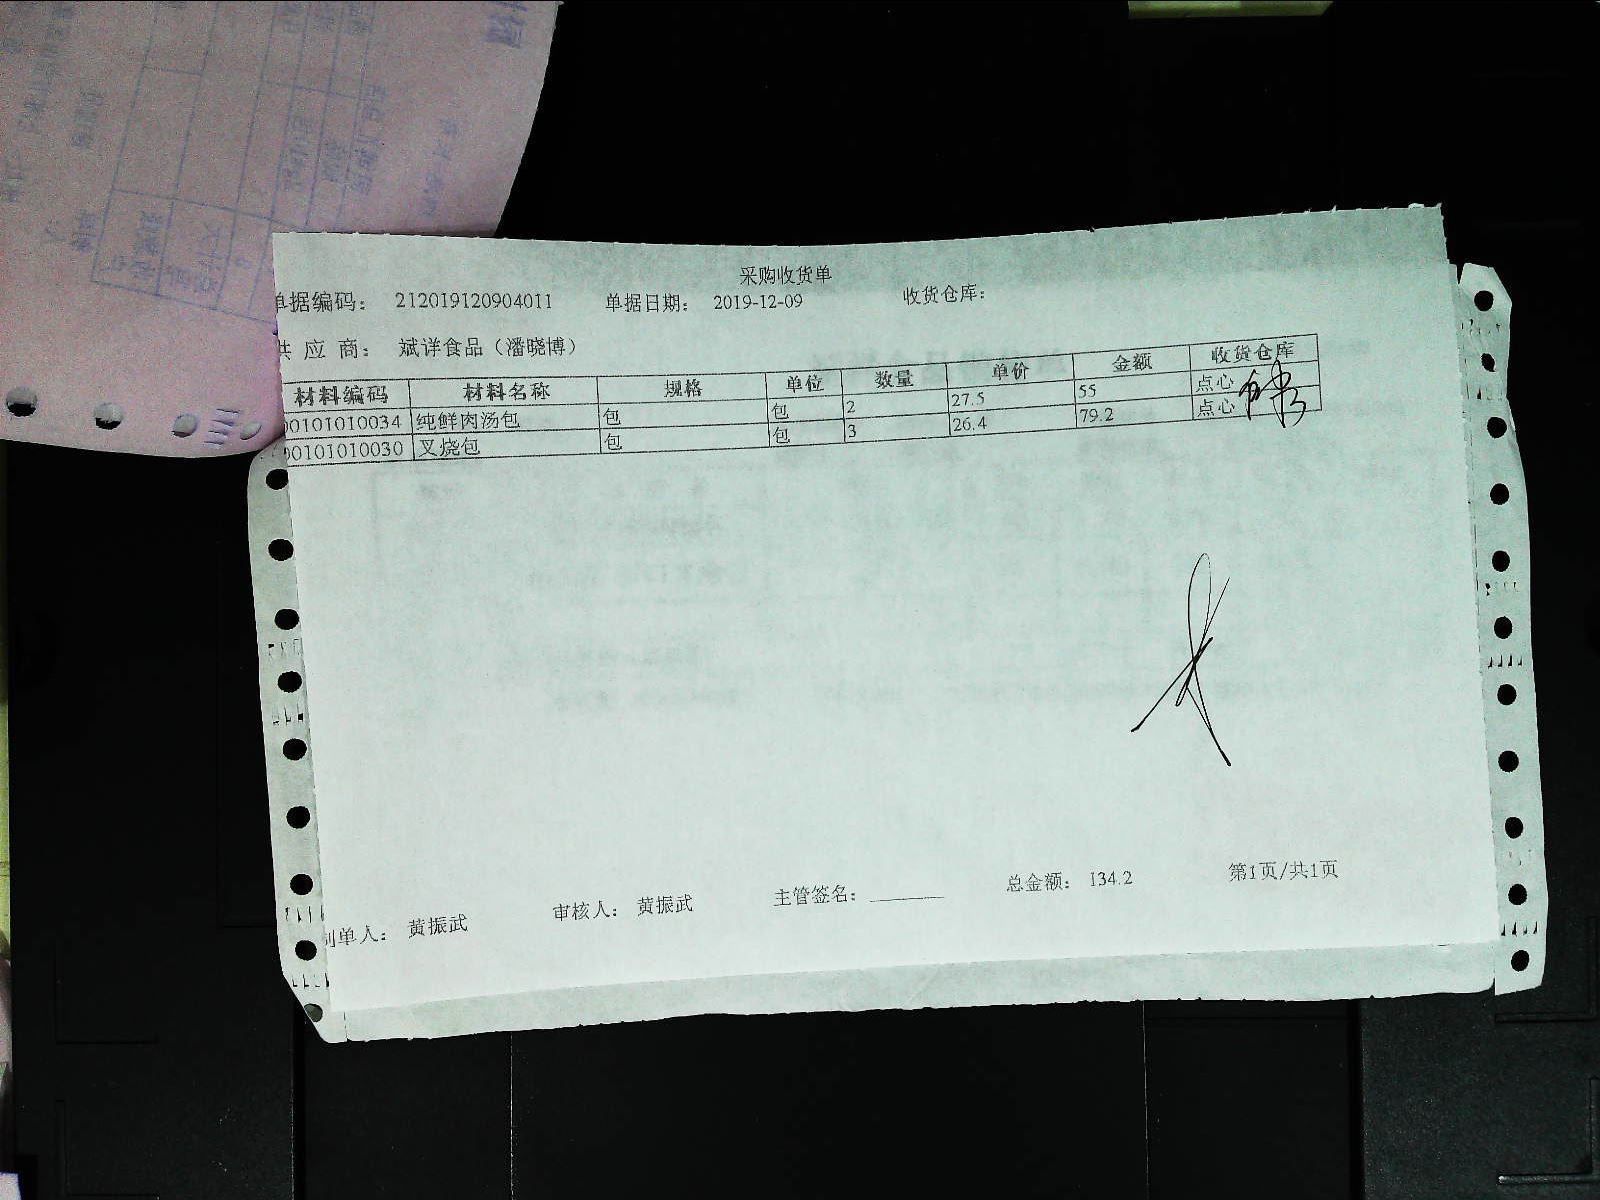 采购收货单
单据编码： 212019120904011 单据日期： 2019-12-09 收货仓库：
供 应 商： 斌详食品（潘晓博）
材料编码 材料名称 规格 单位 数量 单价 金额 收货仓库
00101010034 纯鲜肉汤包 包 包 2 27.5 55 点心
00101010030 叉烧包 包 包 3 26.4 79.2 点心
制单人： 黄振武 审核人： 黄振武 主管签名：________ 总金额： 134.2 第1页/共1页